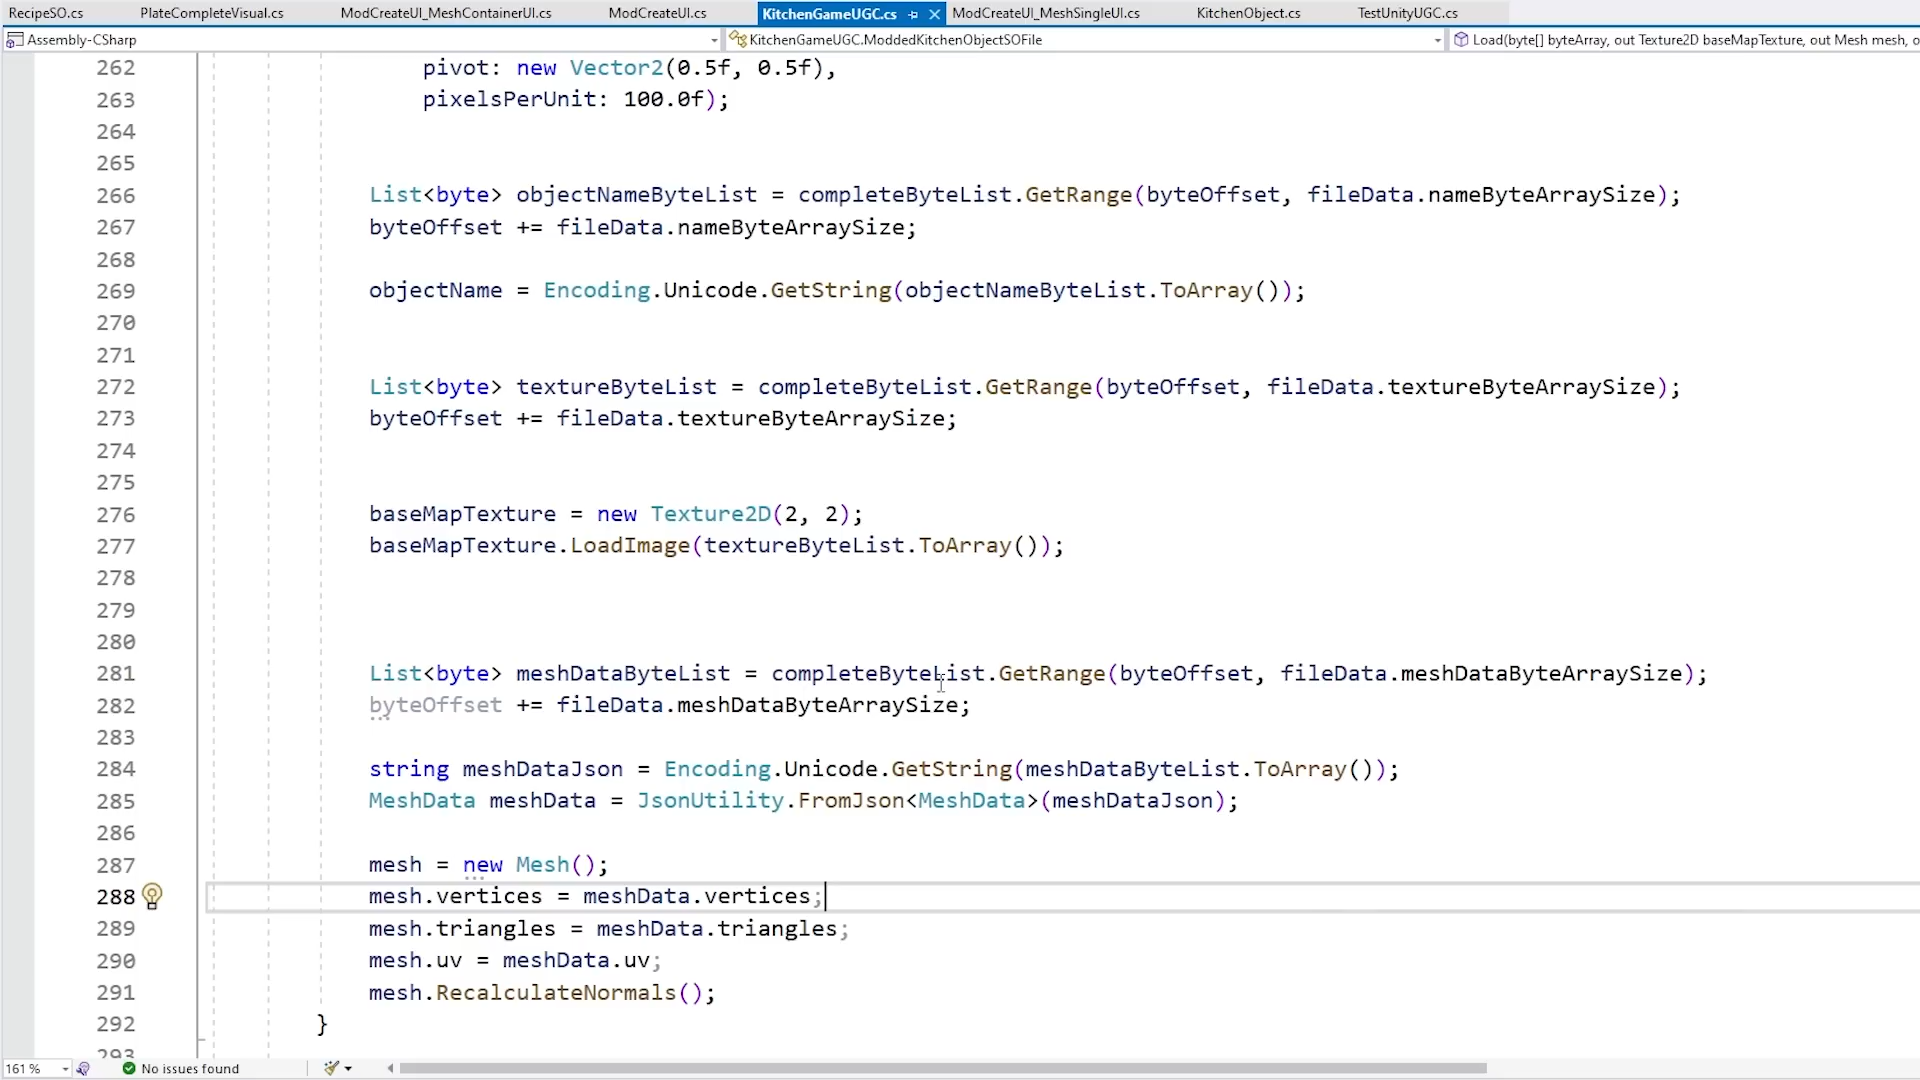 RecipeSO.cs PlateCompleteVisual.cs ModCreateUI_MeshContainerUI.cs ModCreateUI.cs KitchenGameUGC.cs ModCreateUI_MeshSingleUI.cs KitchenObject.cs TestUnityUGC.cs
Assembly-CSharp KitchenGameUGC.ModdedKitchenObjectSOFile Load(byte[] byteArray, out Texture2D baseMapTexture, out Mesh mesh, o
262 pivot: new Vector2(0.5f, 0.5f),
263 pixelsPerUnit: 100.0f);
264
265
266 List<byte> objectNameByteList = completeByteList.GetRange(byteOffset, fileData.nameByteArraySize);
267 byteOffset += fileData.nameByteArraySize;
268
269 objectName = Encoding.Unicode.GetString(objectNameByteList.ToArray());
270
271
272 List<byte> textureByteList = completeByteList.GetRange(byteOffset, fileData.textureByteArraySize);
273 byteOffset += fileData.textureByteArraySize;
274
275
276 baseMapTexture = new Texture2D(2, 2);
277 baseMapTexture.LoadImage(textureByteList.ToArray());
278
279
280
281 List<byte> meshDataByteList = completeByteList.GetRange(byteOffset, fileData.meshDataByteArraySize);
282 byteOffset += fileData.meshDataByteArraySize;
283
284 string meshDataJson = Encoding.Unicode.GetString(meshDataByteList.ToArray());
285 MeshData meshData = JsonUtility.FromJson<MeshData>(meshDataJson);
286
287 mesh = new Mesh();
288 mesh.vertices = meshData.vertices;
289 mesh.triangles = meshData.triangles;
290 mesh.uv = meshData.uv;
291 mesh.RecalculateNormals();
292 }
293
161 % No issues found